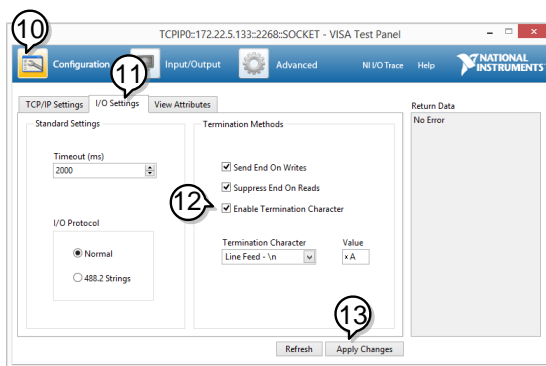 10
TCPIP0::172.22.5.133::2268::SOCKET - VISA Test Panel
Configuration
Input/Output
Advanced
NI I/O Trace
Help
NATIONAL
INSTRUMENTS
11
TCP/IP Settings
I/O Settings
View Attributes
Return Data
Standard Settings
Termination Methods
No Error
Timeout (ms)
2000
Send End On Writes
Suppress End On Reads
12
Enable Termination Character
I/O Protocol
Normal
488.2 Strings
Termination Character
Value
Line Feed - \n
xA
13
Refresh
Apply Changes